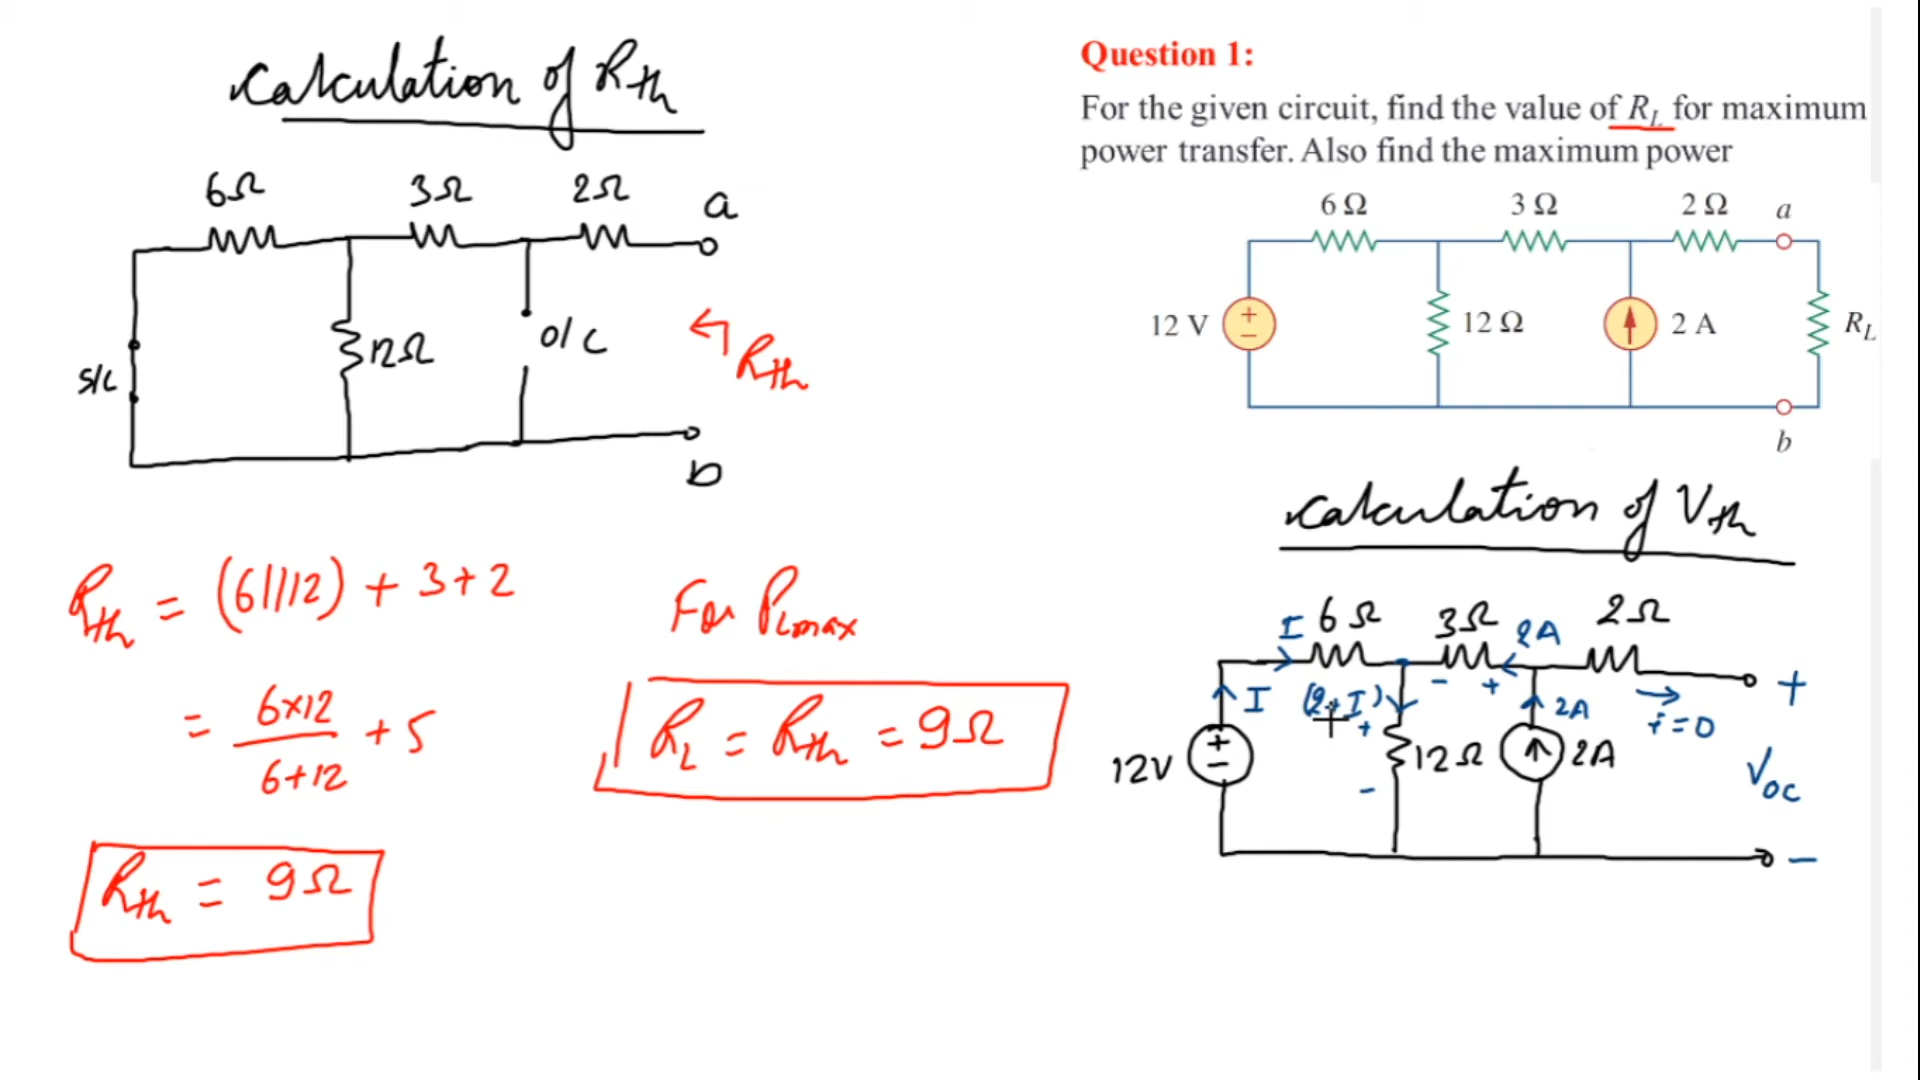 Calculation of Rth
6Ω 3Ω 2Ω a
S/C 12Ω o/c Rth
b
Rth = (6||12) + 3+2
= 6×12 / 6+12 + 5
Rth = 9Ω
For PLmax
RL = Rth = 9Ω
Question 1:
For the given circuit, find the value of RL for maximum
power transfer. Also find the maximum power
6 Ω 3 Ω 2 Ω a
12 V + − 12 Ω 2 A RL
b
Calculation of Vth
I 6Ω 3Ω 2A 2Ω
I (2+I) + − + 2A i=0 +
12V + − 12Ω 2A Voc
− −